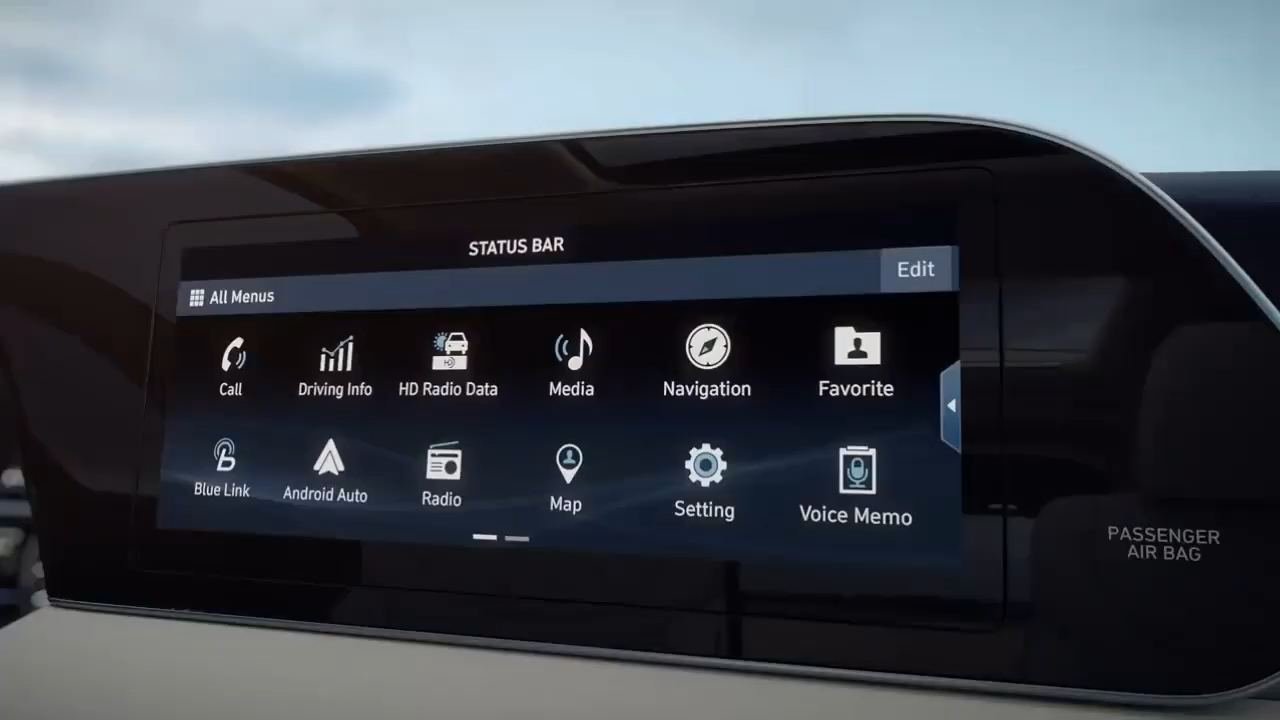 STATUS BAR
Edit
All Menus
Call
Driving Info
HD
HD Radio Data
Media
Navigation
Favorite
Blue Link
Android Auto
Radio
Map
Setting
Voice Memo
PASSENGER
AIR BAG